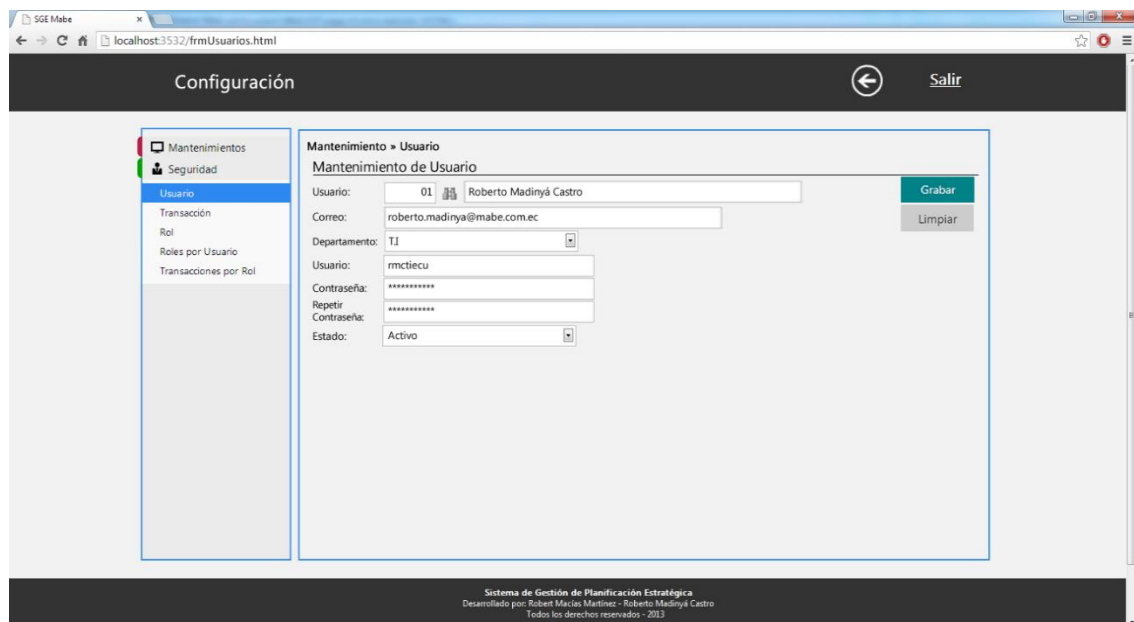 SGE Mabe
localhost:3532/frmUsuarios.html
Configuración
Salir
Mantenimientos
Seguridad
Usuario
Transacción
Rol
Roles por Usuario
Transacciones por Rol
Mantenimiento » Usuario
Mantenimiento de Usuario
Usuario: 01 Roberto Madinyá Castro
Grabar
Correo: roberto.madinya@mabe.com.ec
Limpiar
Departamento: T.I
Usuario: rmctiecu
Contraseña: ***********
Repetir
Contraseña: ***********
Estado: Activo
Sistema de Gestión de Planificación Estratégica
Desarrollado por: Robert Macías Martínez - Roberto Madinyá Castro
Todos los derechos reservados - 2013